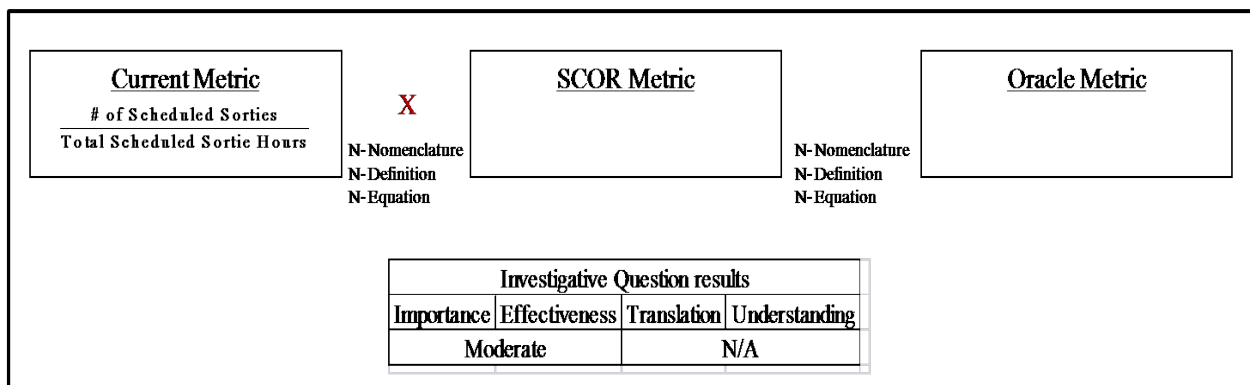 Current Metric
# of Scheduled Sorties
Total Scheduled Sortie Hours
X
N-Nomenclature
N-Definition
N-Equation
SCOR Metric
N-Nomenclature
N-Definition
N-Equation
Oracle Metric
Investigative Question results
Importance Effectiveness Translation Understanding
Moderate N/A